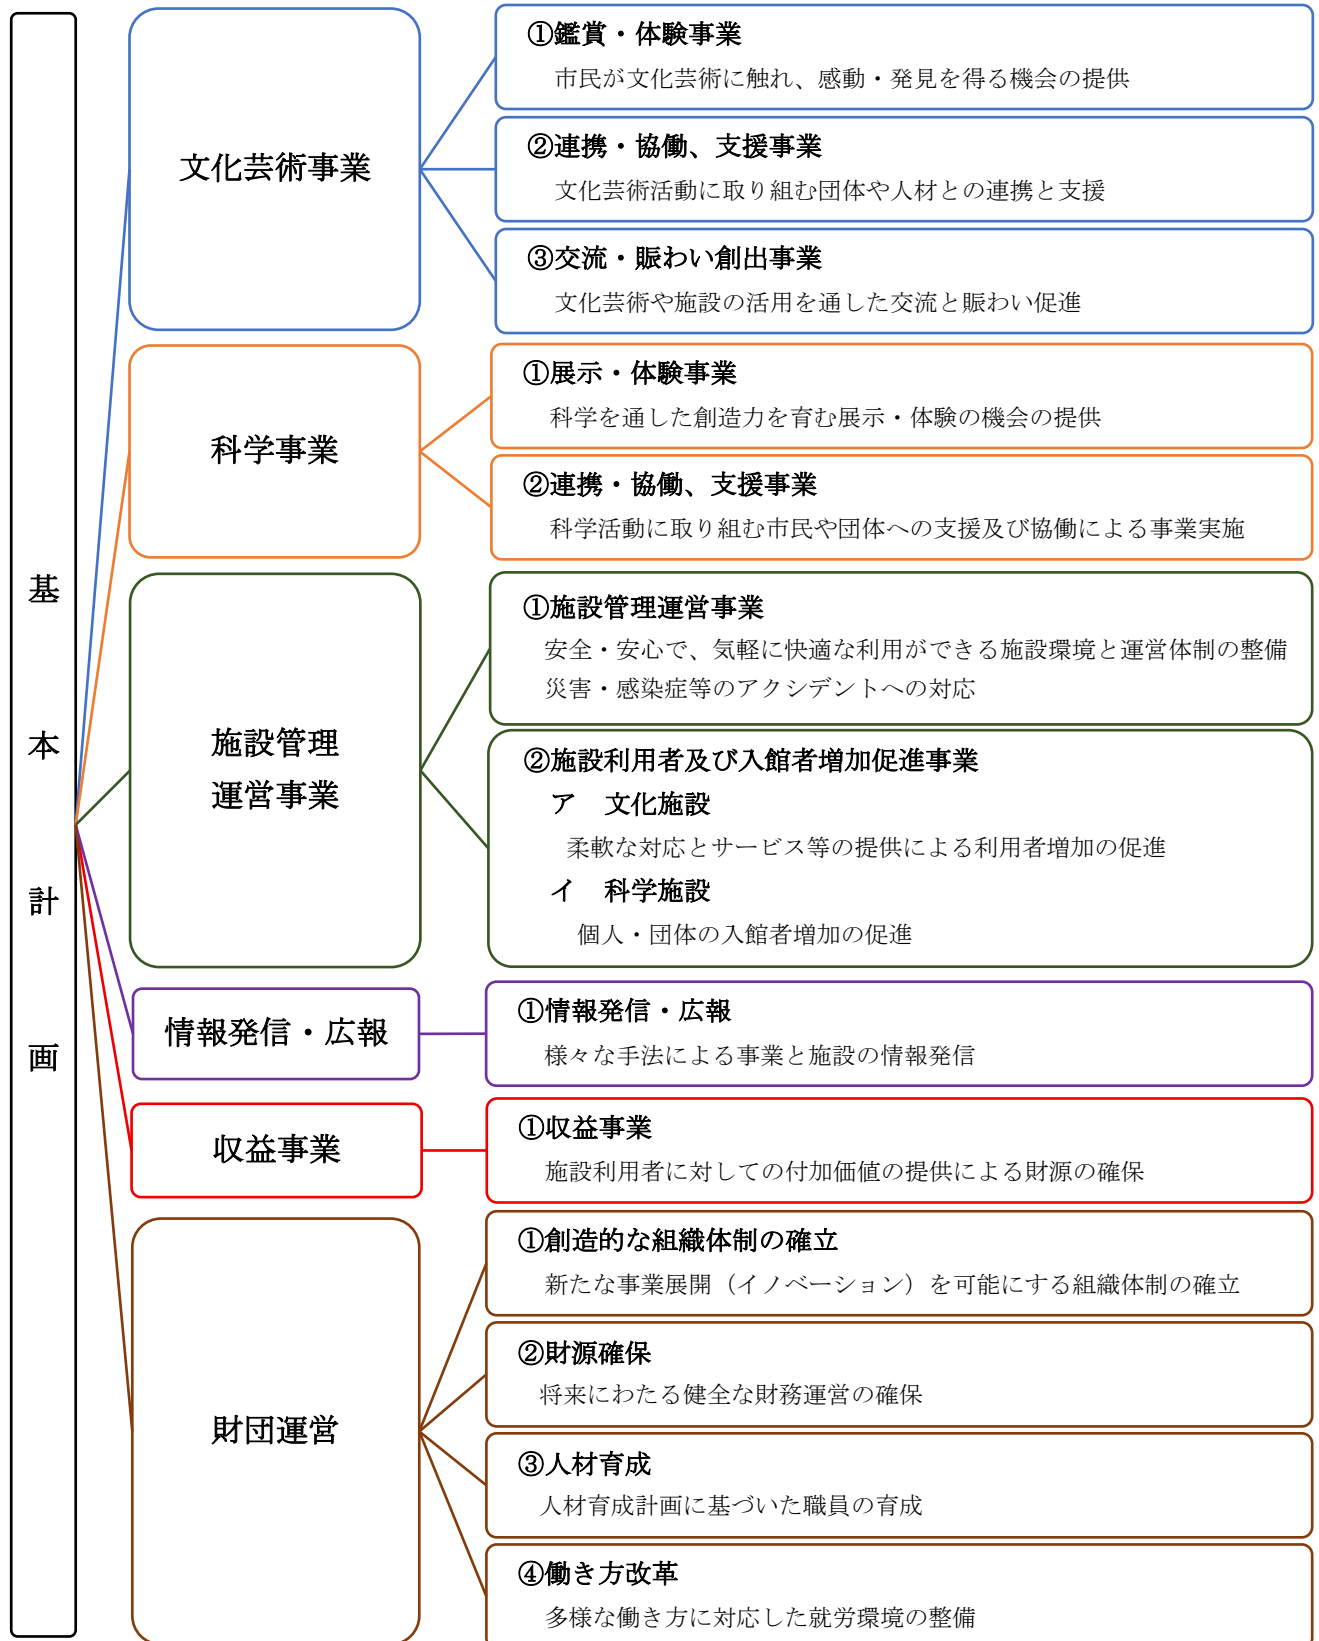 基本計画
文化芸術事業
①鑑賞・体験事業
市民が文化芸術に触れ、感動・発見を得る機会の提供
②連携・協働、支援事業
文化芸術活動に取り組む団体や人材との連携と支援
③交流・賑わい創出事業
文化芸術や施設の活用を通した交流と賑わい促進
科学事業
①展示・体験事業
科学を通した創造力を育む展示・体験の機会の提供
②連携・協働、支援事業
科学活動に取り組む市民や団体への支援及び協働による事業実施
施設管理
運営事業
①施設管理運営事業
安全・安心で、気軽に快適な利用ができる施設環境と運営体制の整備
災害・感染症等のアクシデントへの対応
②施設利用者及び入館者増加促進事業
ア　文化施設
柔軟な対応とサービス等の提供による利用者増加の促進
イ　科学施設
個人・団体の入館者増加の促進
情報発信・広報
①情報発信・広報
様々な手法による事業と施設の情報発信
収益事業
①収益事業
施設利用者に対しての付加価値の提供による財源の確保
財団運営
①創造的な組織体制の確立
新たな事業展開（イノベーション）を可能にする組織体制の確立
②財源確保
将来にわたる健全な財務運営の確保
③人材育成
人材育成計画に基づいた職員の育成
④働き方改革
多様な働き方に対応した就労環境の整備